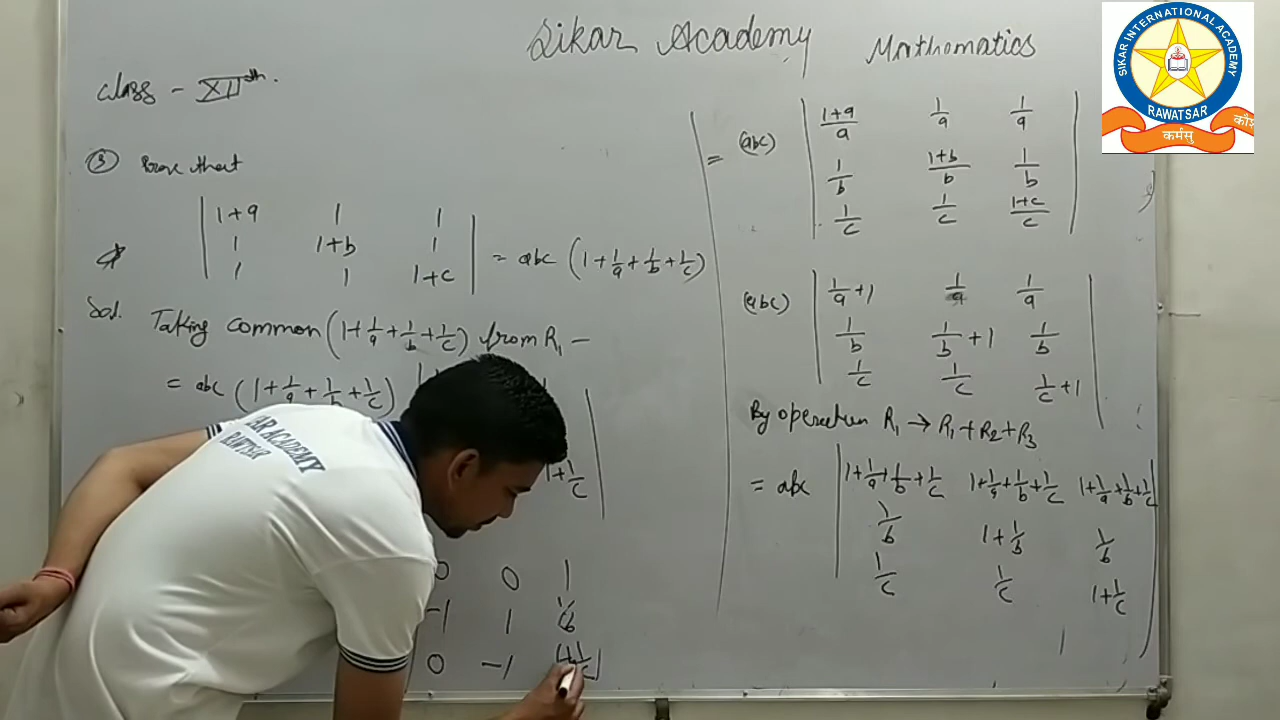 Sikar Academy Mathomatics
SIKAR INTERNATIONAL ACADEMY
RAWATSAR
कर्मसु
Class - XIIth.
③ Prove that
| 1+a 1 1 |
| 1 1+b 1 | = abc (1+1/a+1/b+1/c)
| 1 1 1+c |
Sol. Taking common (1+1/a+1/b+1/c) from R1 —
= abc (1+1/a+1/b+1/c)
1+1/c
0 0 1
-1 1 1/b
0 -1 1+1/c
AR ACADEMY
RAWATSAR
= (abc) | (1+a)/a 1/a 1/a |
| 1/b (1+b)/b 1/b |
| 1/c 1/c (1+c)/c |
(abc) | 1/a+1 1/a 1/a |
| 1/b 1/b+1 1/b |
| 1/c 1/c 1/c+1 |
By operation R1 → R1+R2+R3
= abc | 1+1/a+1/b+1/c 1+1/a+1/b+1/c 1+1/a+1/b+1/c |
| 1/b 1+1/b 1/b |
| 1/c 1/c 1+1/c |